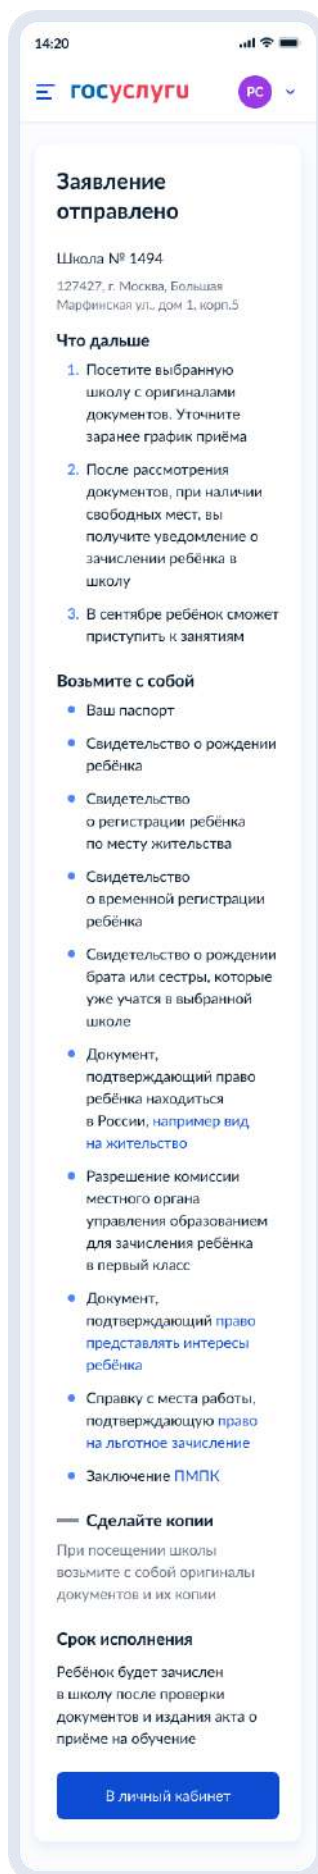 14:20
госуслуги
РС
Заявление
отправлено
Школа № 1494
127427, г. Москва, Большая
Марфинская ул., дом 1, корп.5
Что дальше
1. Посетите выбранную
школу с оригиналами
документов. Уточните
заранее график приёма
2. После рассмотрения
документов, при наличии
свободных мест, вы
получите уведомление о
зачислении ребёнка в
школу
3. В сентябре ребёнок сможет
приступить к занятиям
Возьмите с собой
• Ваш паспорт
• Свидетельство о рождении
ребёнка
• Свидетельство
о регистрации ребёнка
по месту жительства
• Свидетельство
о временной регистрации
ребёнка
• Свидетельство о рождении
брата или сестры, которые
уже учатся в выбранной
школе
• Документ,
подтверждающий право
ребёнка находиться
в России, например вид
на жительство
• Разрешение комиссии
местного органа
управления образованием
для зачисления ребёнка
в первый класс
• Документ,
подтверждающий право
представлять интересы
ребёнка
• Справку с места работы,
подтверждающую право
на льготное зачисление
• Заключение ПМПК
— Сделайте копии
При посещении школы
возьмите с собой оригиналы
документов и их копии
Срок исполнения
Ребёнок будет зачислен
в школу после проверки
документов и издания акта о
приёме на обучение
В личный кабинет